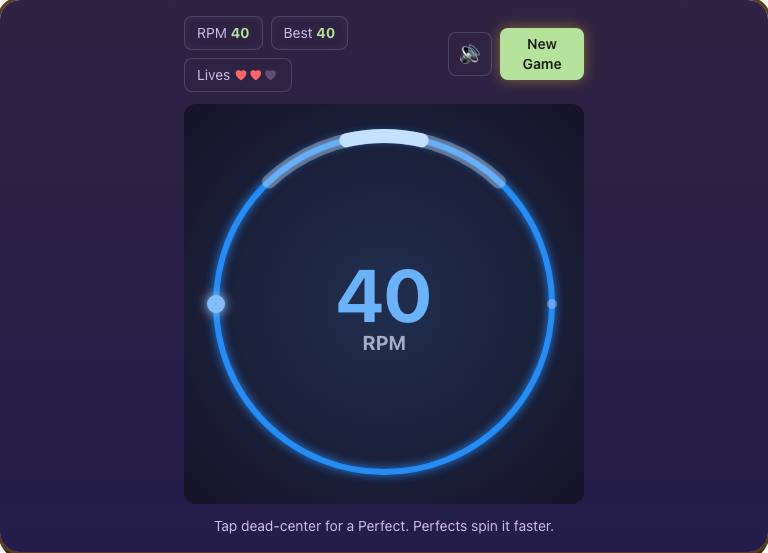 RPM 40
Best 40
Lives
New
Game
40
RPM
Tap dead-center for a Perfect. Perfects spin it faster.